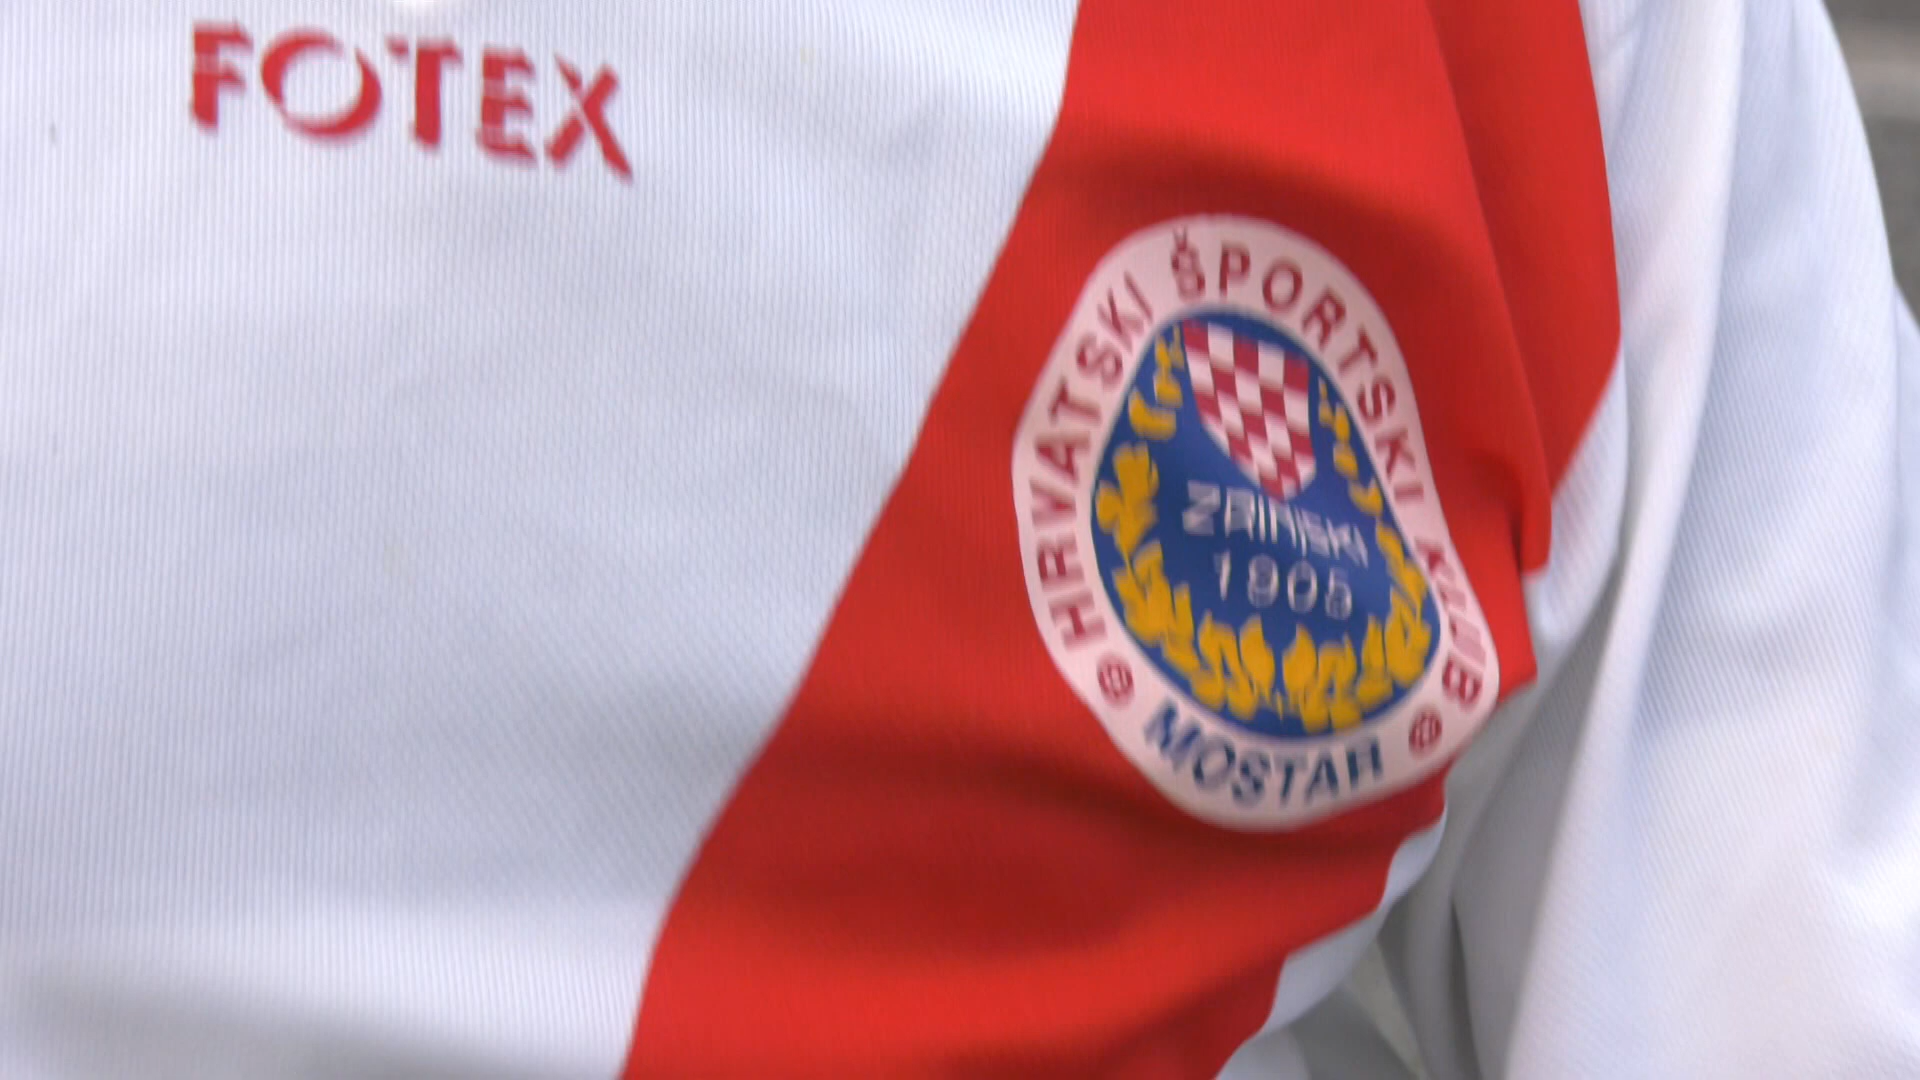 FOTEX
HRVATSKI ŠPORTSKI KLUB
ZRINJSKI
1905
MOSTAR